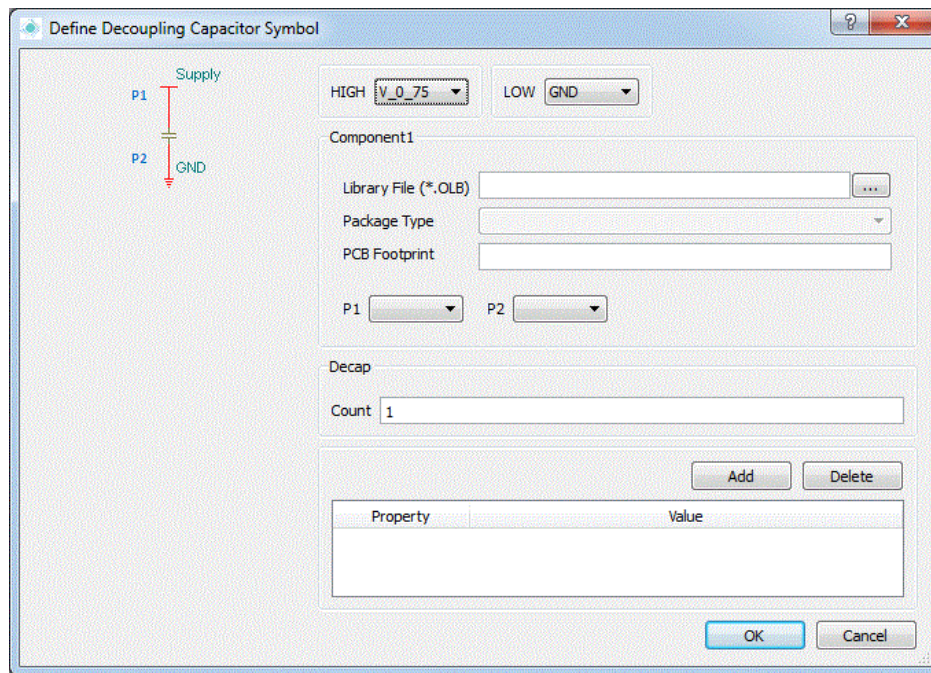 Define Decoupling Capacitor Symbol
?
X
Supply
P1
P2
GND
HIGH V_0_75 LOW GND
Component1
Library File (*.OLB) ...
Package Type
PCB Footprint
P1 P2
Decap
Count 1
Add Delete
Property Value
OK Cancel